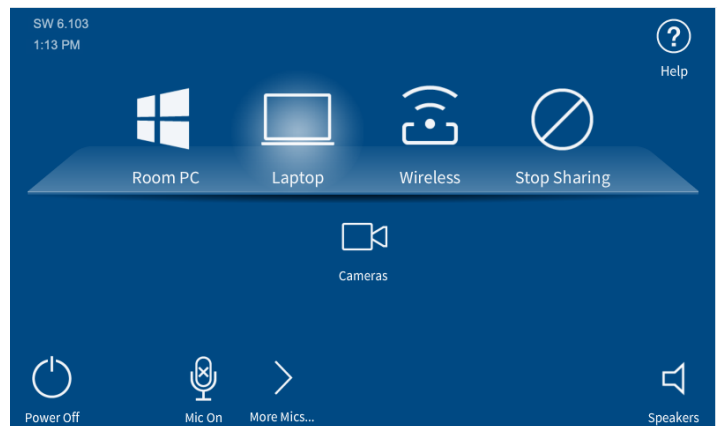 SW 6.103
1:13 PM
?
Help
Room PC
Laptop
Wireless
Stop Sharing
Cameras
Power Off
Mic On
More Mics...
Speakers